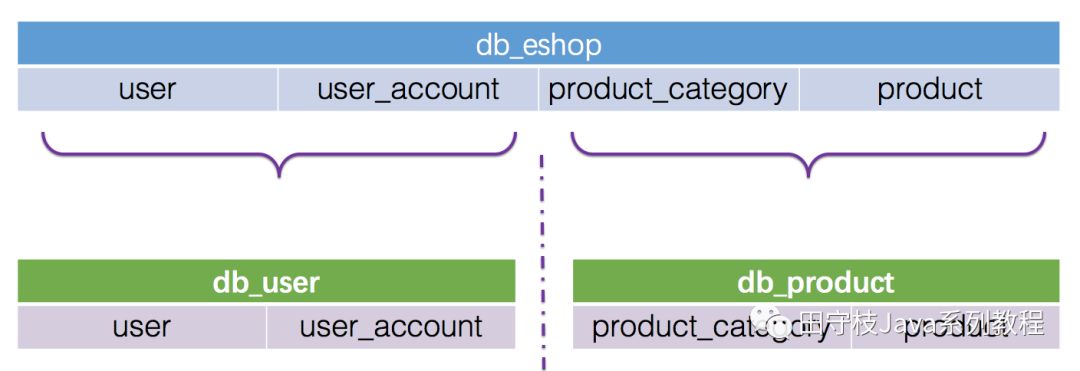 db_eshop
user user_account product_category product
db_user db_product
user user_account product_category product
田守枝Java系列教程